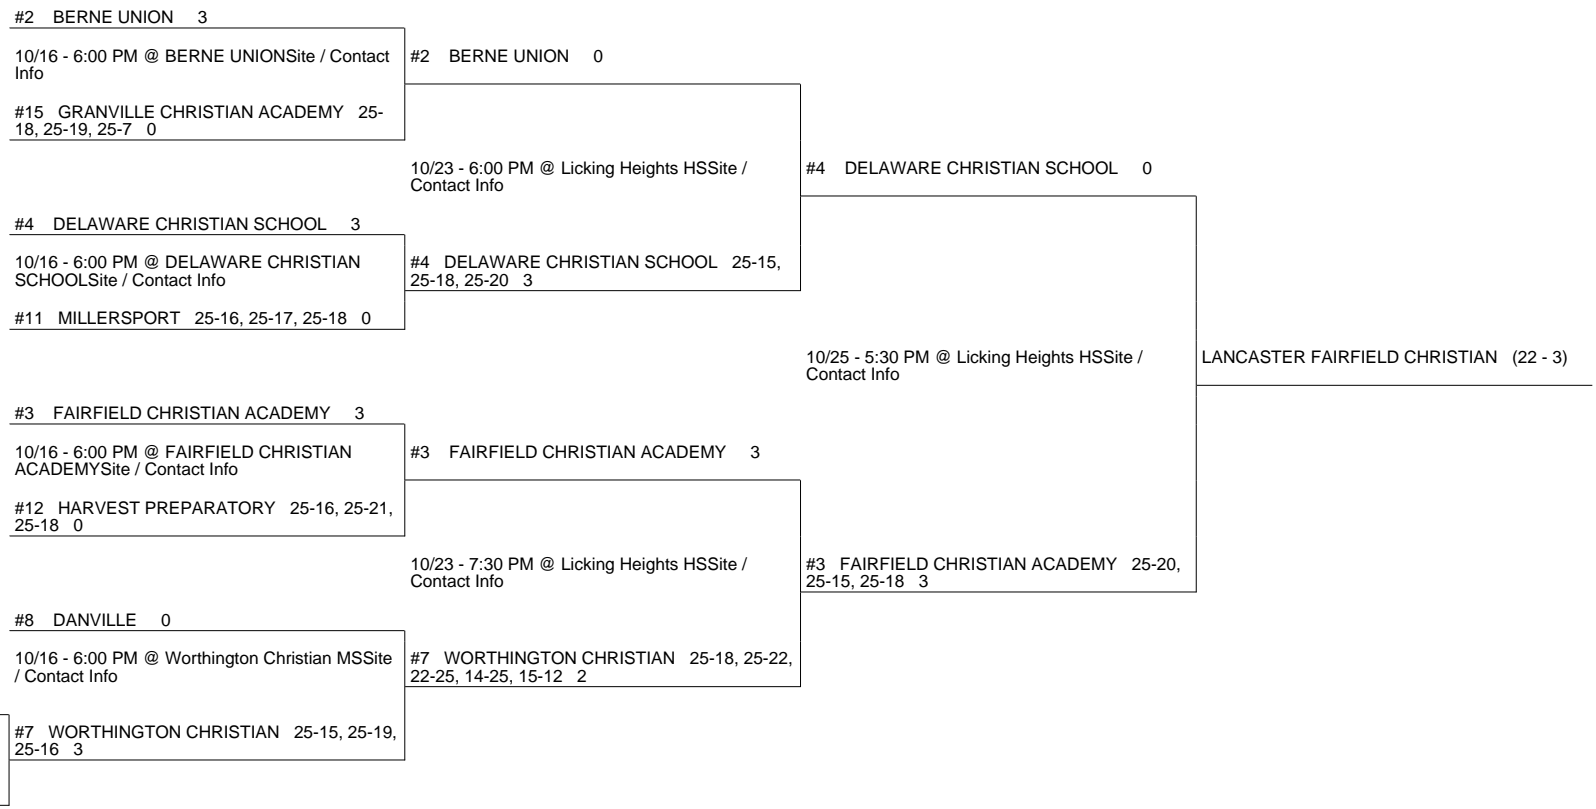 #2 BERNE UNION 3
10/16 - 6:00 PM @ BERNE UNIONSite / Contact
Info
#15 GRANVILLE CHRISTIAN ACADEMY 25-
18, 25-19, 25-7 0
#2 BERNE UNION 0
10/23 - 6:00 PM @ Licking Heights HSSite /
Contact Info
#4 DELAWARE CHRISTIAN SCHOOL 0
#4 DELAWARE CHRISTIAN SCHOOL 3
10/16 - 6:00 PM @ DELAWARE CHRISTIAN
SCHOOLSite / Contact Info
#11 MILLERSPORT 25-16, 25-17, 25-18 0
#4 DELAWARE CHRISTIAN SCHOOL 25-15,
25-18, 25-20 3
10/25 - 5:30 PM @ Licking Heights HSSite /
Contact Info
LANCASTER FAIRFIELD CHRISTIAN (22 - 3)
#3 FAIRFIELD CHRISTIAN ACADEMY 3
10/16 - 6:00 PM @ FAIRFIELD CHRISTIAN
ACADEMYSite / Contact Info
#12 HARVEST PREPARATORY 25-16, 25-21,
25-18 0
#3 FAIRFIELD CHRISTIAN ACADEMY 3
10/23 - 7:30 PM @ Licking Heights HSSite /
Contact Info
#3 FAIRFIELD CHRISTIAN ACADEMY 25-20,
25-15, 25-18 3
#8 DANVILLE 0
10/16 - 6:00 PM @ Worthington Christian MSSite
/ Contact Info
#7 WORTHINGTON CHRISTIAN 25-15, 25-19,
25-16 3
#7 WORTHINGTON CHRISTIAN 25-18, 25-22,
22-25, 14-25, 15-12 2